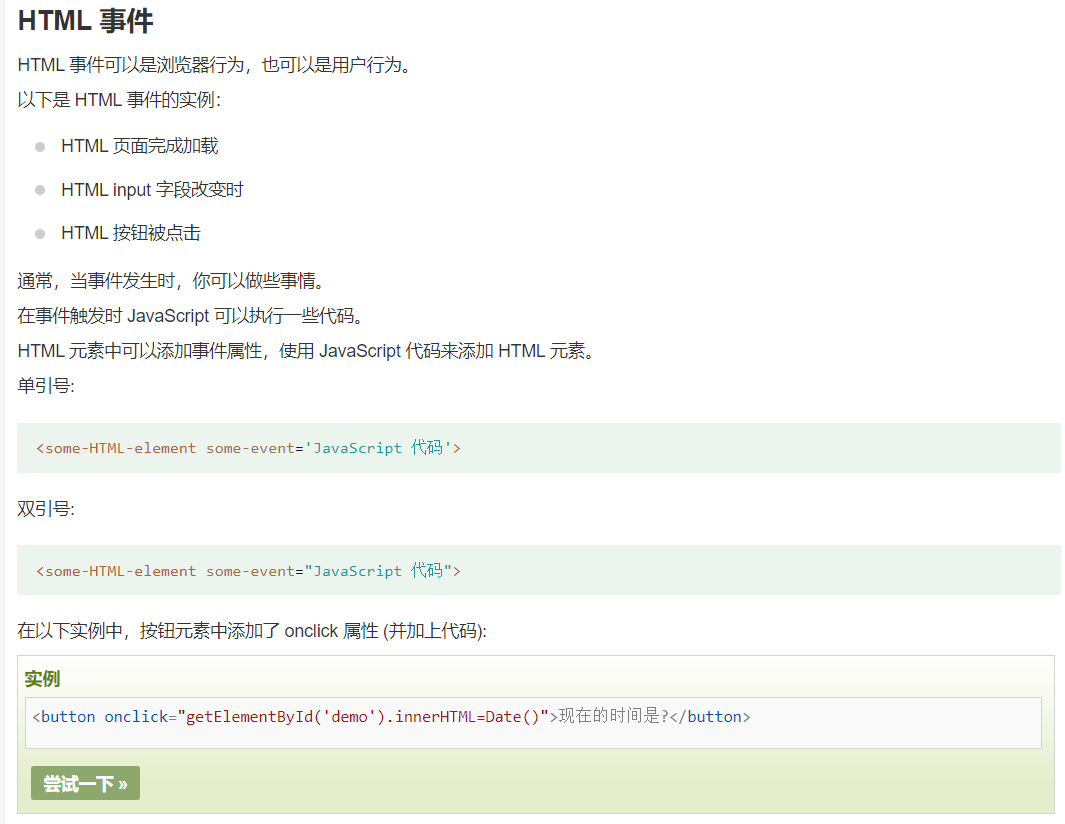 HTML 事件
HTML 事件可以是浏览器行为，也可以是用户行为。
以下是 HTML 事件的实例：
HTML 页面完成加载
HTML input 字段改变时
HTML 按钮被点击
通常，当事件发生时，你可以做些事情。
在事件触发时 JavaScript 可以执行一些代码。
HTML 元素中可以添加事件属性，使用 JavaScript 代码来添加 HTML 元素。
单引号:
<some-HTML-element some-event='JavaScript 代码'>
双引号:
<some-HTML-element some-event="JavaScript 代码">
在以下实例中，按钮元素中添加了 onclick 属性 (并加上代码):
实例
<button onclick="getElementById('demo').innerHTML=Date()">现在的时间是?</button>
尝试一下 »